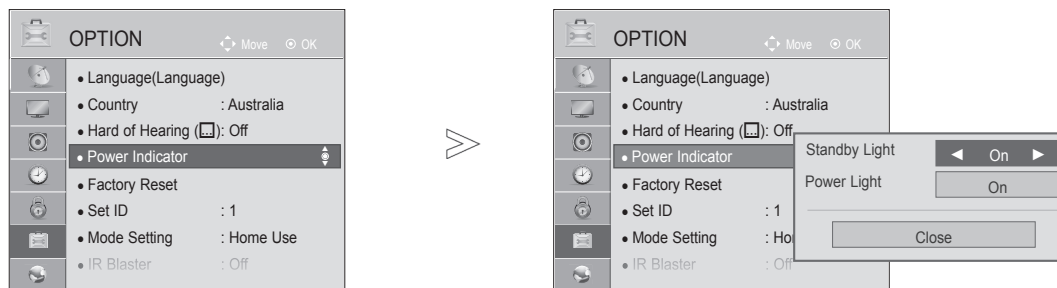 OPTION
Move OK
• Language(Language)
• Country : Australia
• Hard of Hearing (...): Off
• Power Indicator
• Factory Reset
• Set ID : 1
• Mode Setting : Home Use
• IR Blaster : Off
>
OPTION
Move OK
• Language(Language)
• Country : Australia
• Hard of Hearing (...): Off
• Power Indicator
• Factory Reset
• Set ID : 1
• Mode Setting : Ho
• IR Blaster : Off
Standby Light ◄ On ►
Power Light On
Close